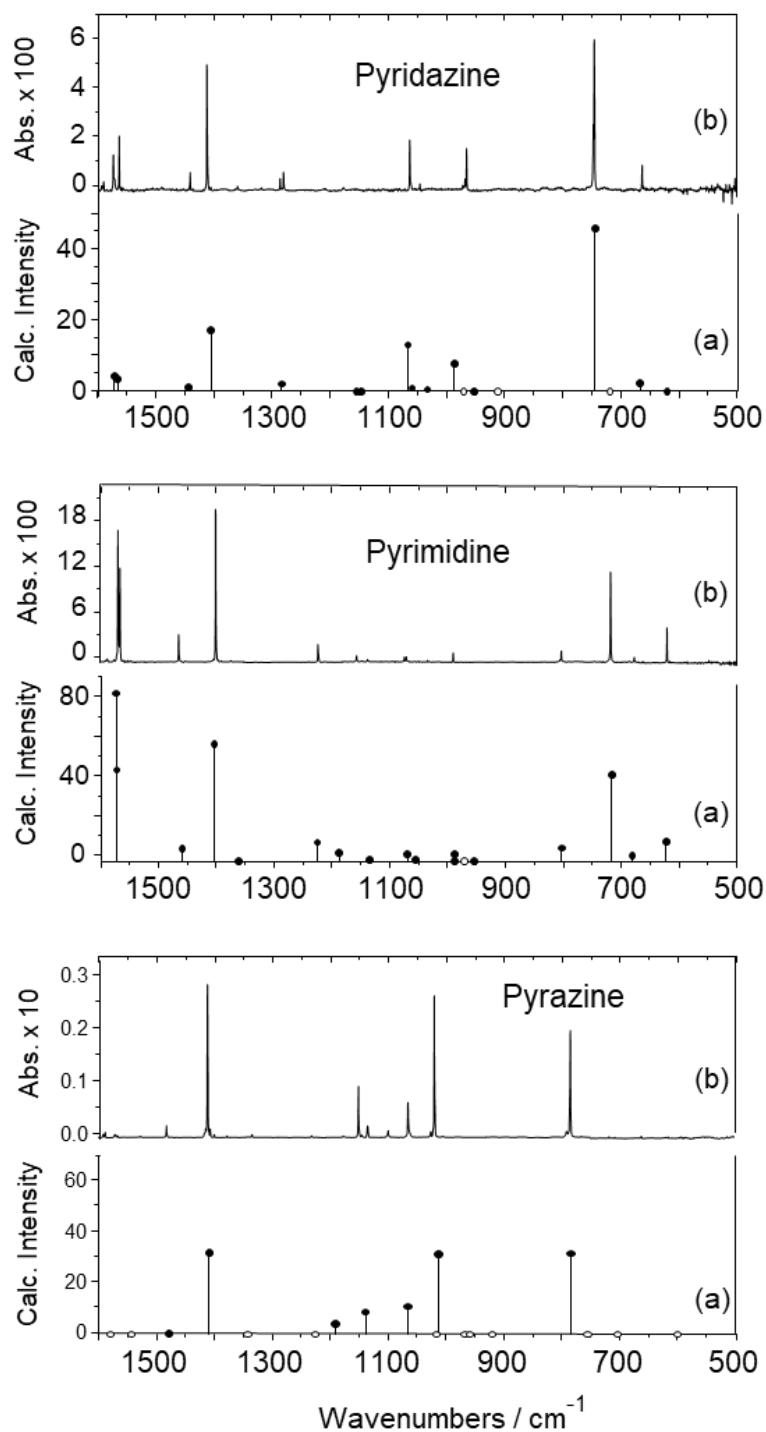 Pyridazine
Abs. x 100
6
4
2
0
(b)
Calc. Intensity
40
20
0
(a)
1500 1300 1100 900 700 500
Pyrimidine
Abs. x 100
18
12
6
0
(b)
Calc. Intensity
80
40
0
(a)
1500 1300 1100 900 700 500
Pyrazine
Abs. x 10
0.3
0.2
0.1
0.0
(b)
Calc. Intensity
60
40
20
0
(a)
1500 1300 1100 900 700 500
Wavenumbers / cm⁻¹